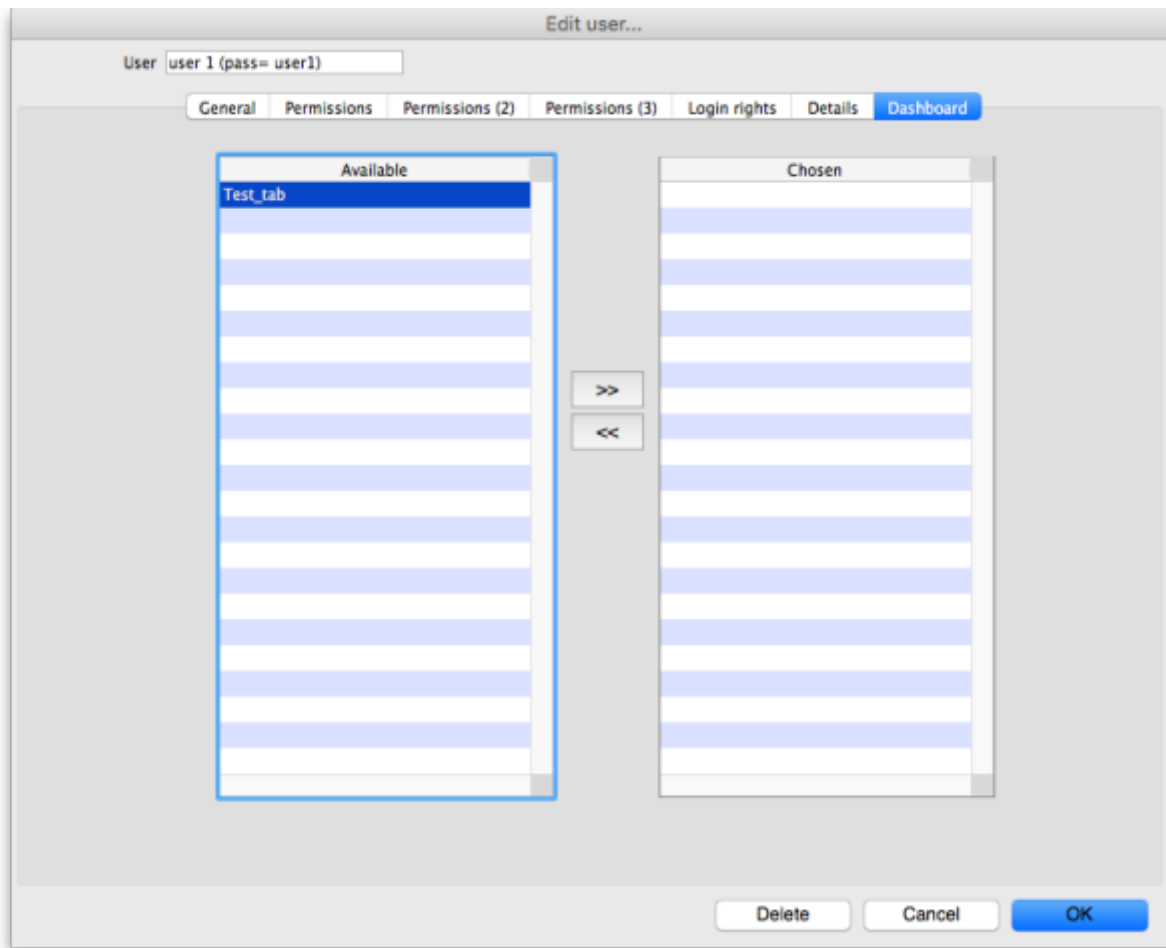 Edit user...
User user 1 (pass= user1)
General Permissions Permissions (2) Permissions (3) Login rights Details Dashboard
Available Chosen
Test_tab
>>
<<
Delete Cancel OK